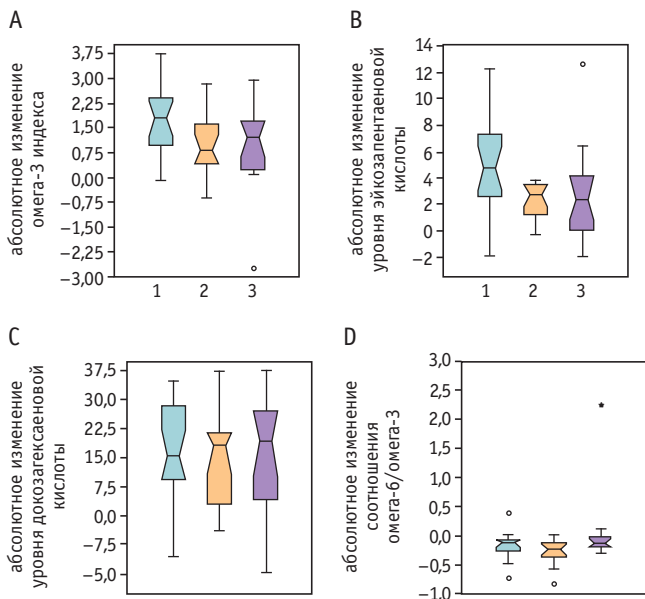 A
абсолютное изменение
омега-3 индекса
3,75
3,00
2,25
1,50
0,75
0,00
−0,75
−1,50
−2,25
−3,00
1 2 3
B
абсолютное изменение
уровня эйкозапентаеновой
кислоты
14
12
10
8
6
4
2
0
−2
1 2 3
C
абсолютное изменение
уровня докозагексаеновой
кислоты
37,5
30,0
22,5
15,0
7,5
0,0
−7,5
−5,0
D
абсолютное изменение
соотношения
омега-6/омега-3
3,0
2,5
2,0
1,5
1,0
0,5
0,0
−0,5
−1,0